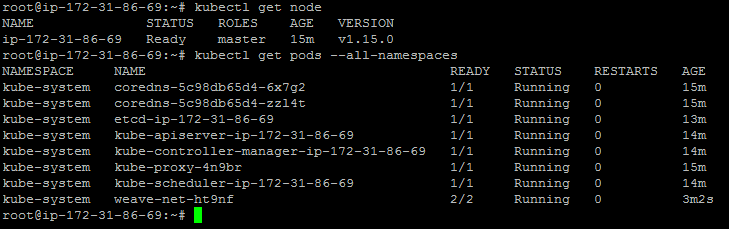 root@ip-172-31-86-69:~# kubectl get node
NAME STATUS ROLES AGE VERSION
ip-172-31-86-69 Ready master 15m v1.15.0
root@ip-172-31-86-69:~# kubectl get pods --all-namespaces
NAMESPACE NAME READY STATUS RESTARTS AGE
kube-system coredns-5c98db65d4-6x7g2 1/1 Running 0 15m
kube-system coredns-5c98db65d4-zzl4t 1/1 Running 0 15m
kube-system etcd-ip-172-31-86-69 1/1 Running 0 13m
kube-system kube-apiserver-ip-172-31-86-69 1/1 Running 0 14m
kube-system kube-controller-manager-ip-172-31-86-69 1/1 Running 0 14m
kube-system kube-proxy-4n9br 1/1 Running 0 15m
kube-system kube-scheduler-ip-172-31-86-69 1/1 Running 0 14m
kube-system weave-net-ht9nf 2/2 Running 0 3m2s
root@ip-172-31-86-69:~#